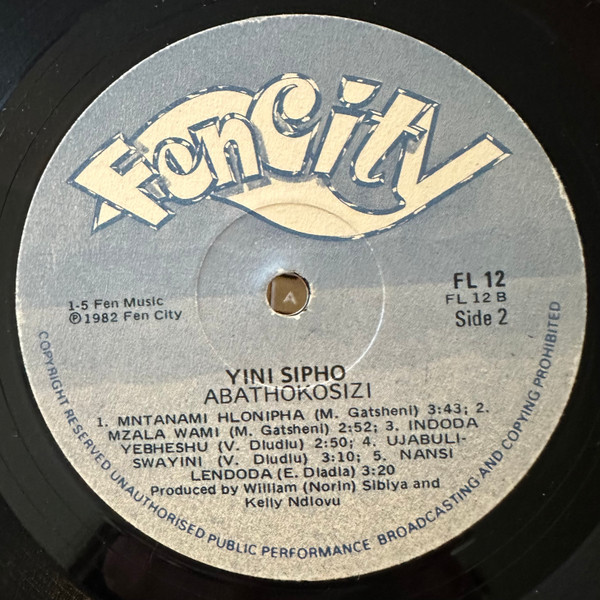 FonCity
1-5 Fen Music
℗ 1982 Fen City
FL 12
FL 12 B
Side 2
A
YINI SIPHO
ABATHOKOSIZI
1. MNTANAMI HLONIPHA (M. Gatsheni) 3:43; 2.
MZALA WAMI (M. Gatsheni) 2:52; 3. INDODA
YEBHESHU (V. Dludlu) 2:50; 4. UJABULI-
SWAYINI (V. Dludlu) 3:10; 5. NANSI
LENDODA (E. Dladla) 3:20
Produced by William (Norin) Sibiya and
Kelly Ndlovu
COPYRIGHT RESERVED UNAUTHORISED PUBLIC PERFORMANCE BROADCASTING AND COPYING PROHIBITED